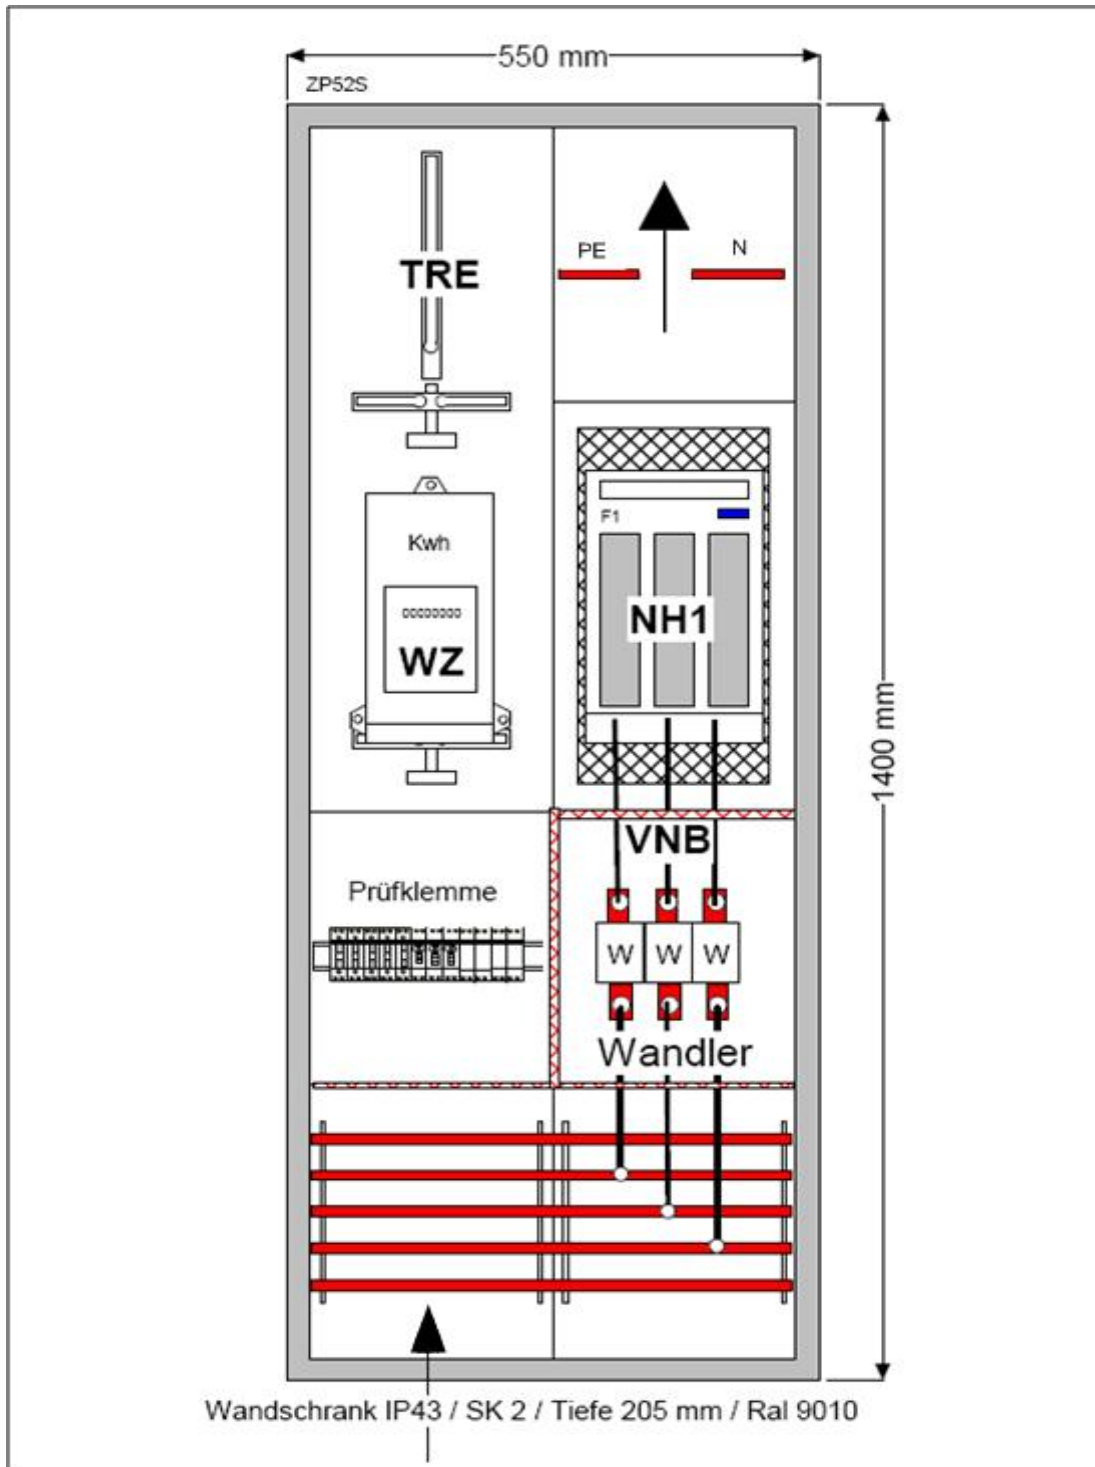 550 mm
ZP52S
TRE
PE
N
Kwh
WZ
F1
NH1
1400 mm
VNB
Prüfklemme
W W W
Wandler
Wandschrank IP43 / SK 2 / Tiefe 205 mm / Ral 9010